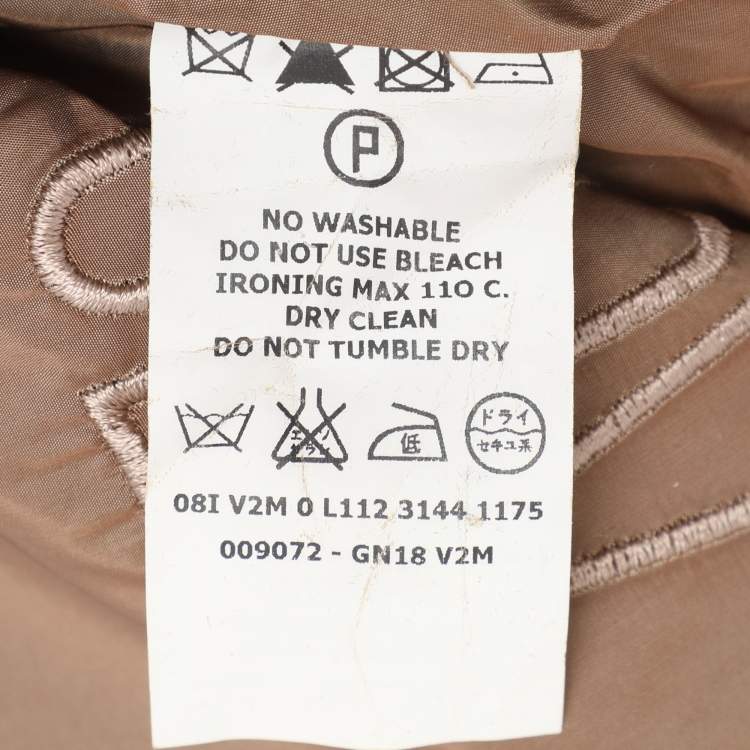 P
NO WASHABLE
DO NOT USE BLEACH
IRONING MAX 110 C.
DRY CLEAN
DO NOT TUMBLE DRY
低
ドライ
セキユ系
08I V2M 0 L112 3144 1175
009072 - GN18 V2M